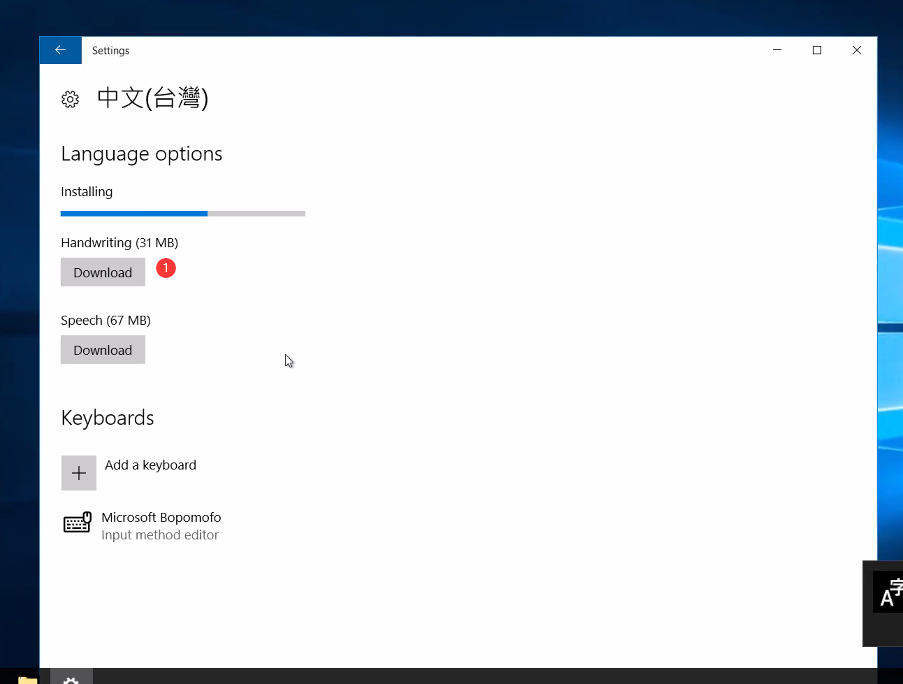 Settings
中文(台灣)
Language options
Installing
Handwriting (31 MB)
Download
1
Speech (67 MB)
Download
Keyboards
Add a keyboard
Microsoft Bopomofo
Input method editor
A字